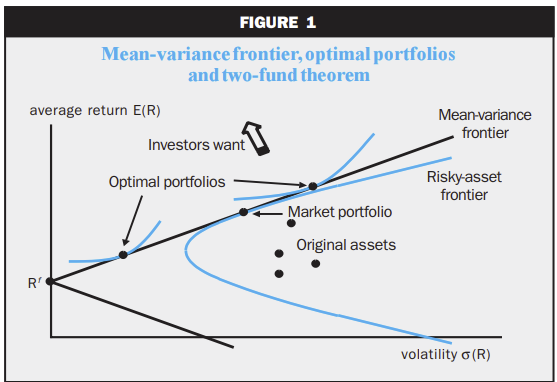 FIGURE 1
Mean-variance frontier, optimal portfolios
and two-fund theorem
average return E(R)
Mean-variance
frontier
Investors want
Optimal portfolios
Risky-asset
frontier
Market portfolio
Original assets
Rᶠ
volatility σ(R)